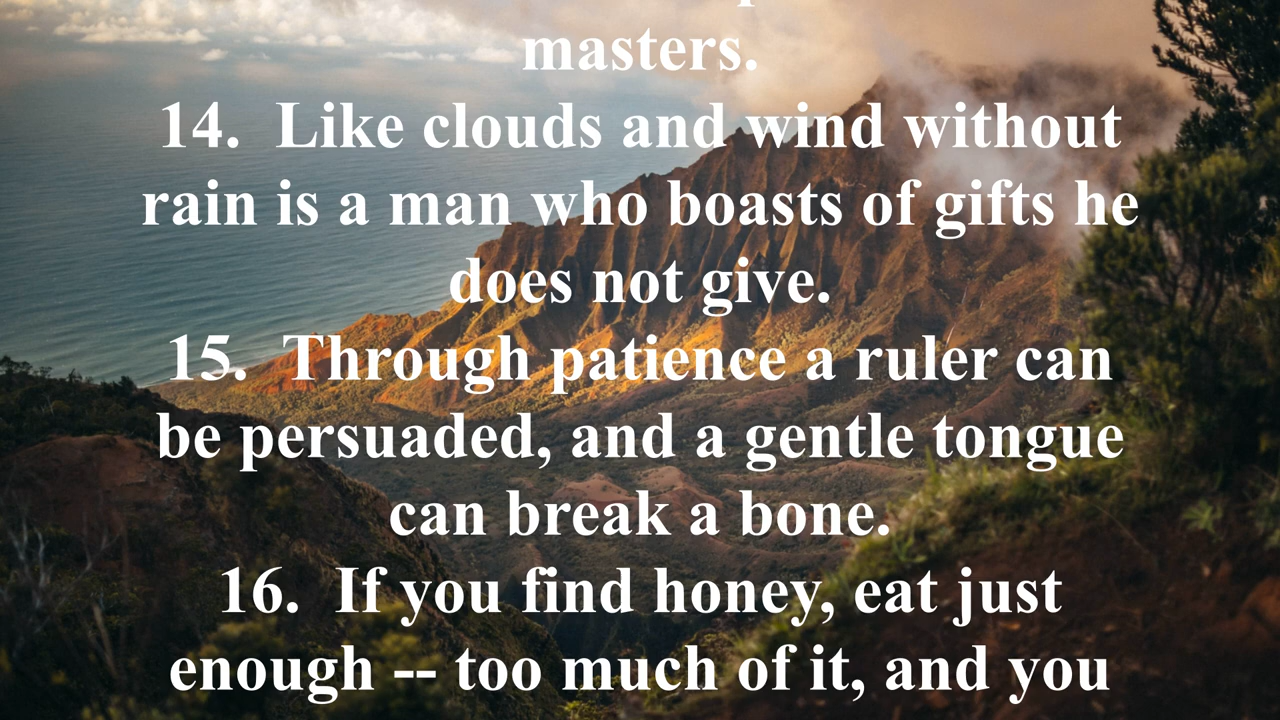 masters.
14.  Like clouds and wind without
rain is a man who boasts of gifts he
does not give.
15.  Through patience a ruler can
be persuaded, and a gentle tongue
can break a bone.
16.  If you find honey, eat just
enough -- too much of it, and you